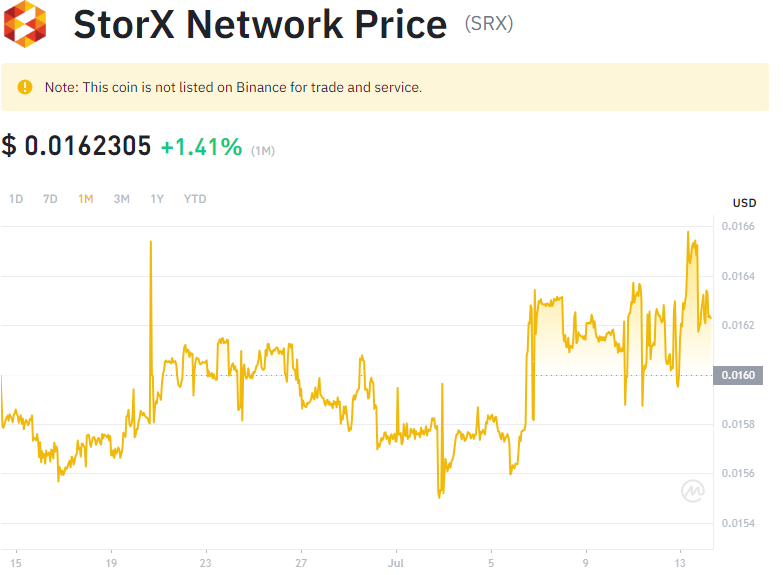 StorX Network Price (SRX)
Note: This coin is not listed on Binance for trade and service.
$ 0.0162305 +1.41% (1M)
1D 7D 1M 3M 1Y YTD
USD
0.0166
0.0164
0.0162
0.0160
0.0158
0.0156
0.0154
15 19 23 27 Jul 5 9 13